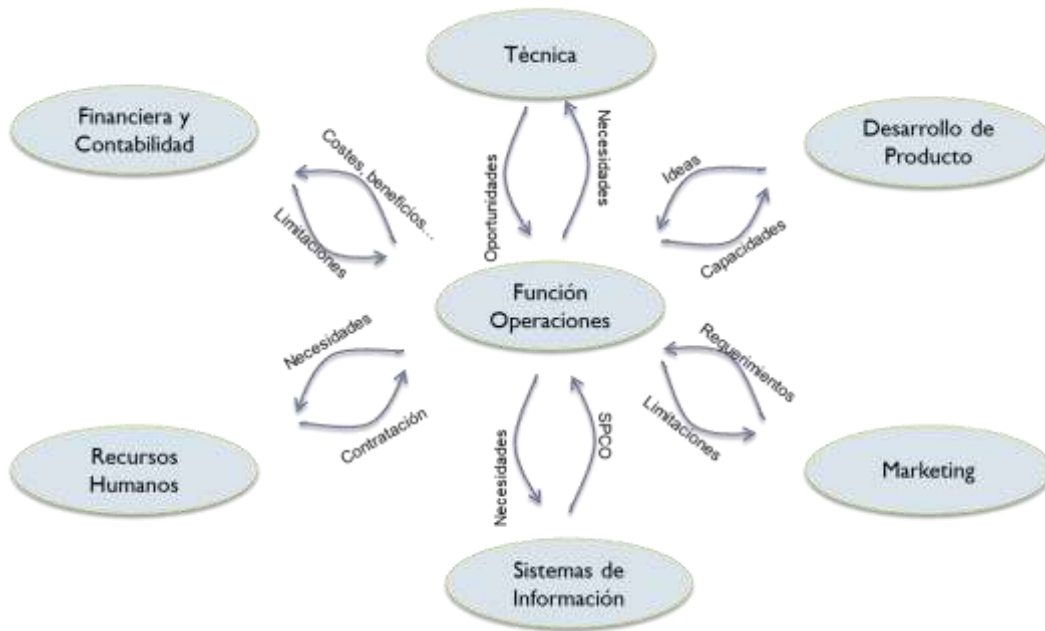 Técnica
Financiera y
Contabilidad
Desarrollo de
Producto
Costes, beneficios...
Limitaciones
Oportunidades
Necesidades
Ideas
Capacidades
Función
Operaciones
Necesidades
Contratación
Necesidades
SPCO
Requerimientos
Limitaciones
Recursos
Humanos
Marketing
Sistemas de
Información